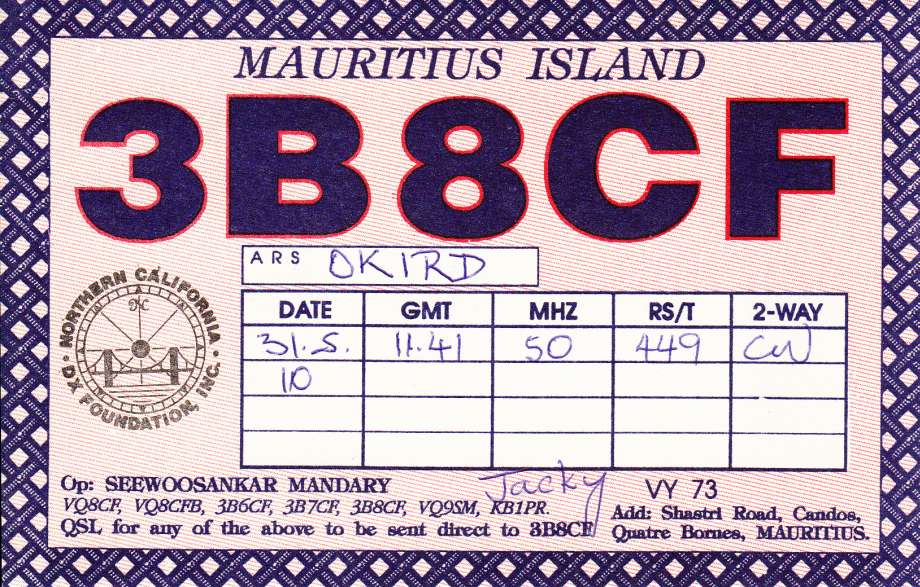 MAURITIUS ISLAND
3B8CF
ARS OK1RD
NORTHERN CALIFORNIA
DX FOUNDATION, INC.
DATE GMT MHZ RS/T 2-WAY
31.5. 11.41 50 449 CW
10
Jacky
Op: SEEWOOSANKAR MANDARY
VQ8CF, VQ8CFB, 3B6CF, 3B7CF, 3B8CF, VQ9SM, KB1PR.
QSL for any of the above to be sent direct to 3B8CF
VY 73
Add: Shastri Road, Candos,
Quatre Bornes, MAURITIUS.